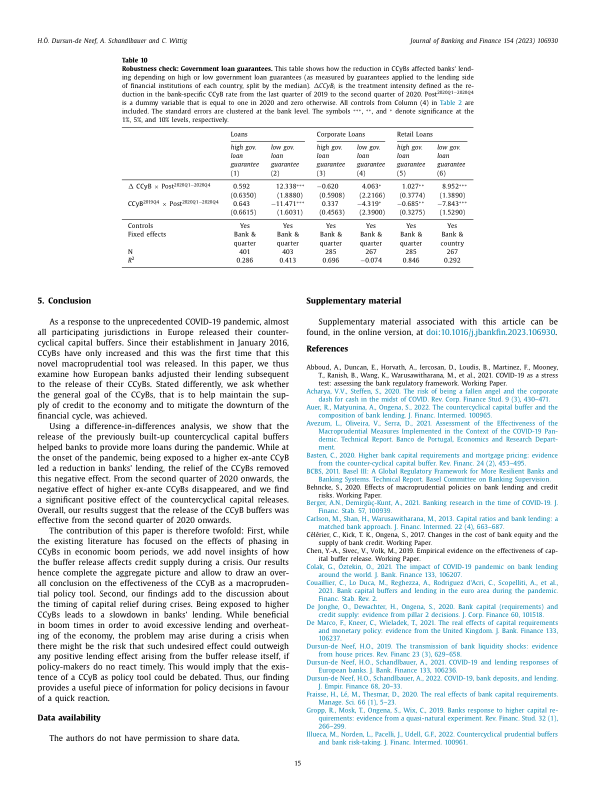 H.Ö. Dursun-de Neef, A. Schandlbauer and C. Wittig
Journal of Banking and Finance 154 (2023) 106930
Table 10
Robustness check: Government loan guarantees. This table shows how the reduction in CCyBs affected banks' lend-
ing depending on high or low government loan guarantees (as measured by guarantees applied to the lending side
of financial institutions of each country, split by the median). ΔCCyBᵢ is the treatment intensity defined as the re-
duction in the bank-specific CCyB rate from the last quarter of 2019 to the second quarter of 2020. Post²⁰²⁰Q¹⁻²⁰²⁰Q⁴
is a dummy variable that is equal to one in 2020 and zero otherwise. All controls from Column (4) in Table 2 are
included. The standard errors are clustered at the bank level. The symbols ***, **, and * denote significance at the
1%, 5%, and 10% levels, respectively.
Loans Corporate Loans Retail Loans
high gov. low gov. high gov. low gov. high gov. low gov.
loan loan loan loan loan loan
guarantee guarantee guarantee guarantee guarantee guarantee
(1) (2) (3) (4) (5) (6)
Δ CCyB × Post²⁰²⁰Q¹⁻²⁰²⁰Q⁴ 0.592 12.338*** −0.620 4.063* 1.027** 8.952***
(0.6350) (1.8880) (0.5908) (2.2166) (0.3774) (1.3890)
CCyB²⁰¹⁹Q⁴ × Post²⁰²⁰Q¹⁻²⁰²⁰Q⁴ 0.643 −11.471*** 0.337 −4.319* −0.685** −7.843***
(0.6615) (1.6031) (0.4563) (2.3900) (0.3275) (1.5290)
Controls Yes Yes Yes Yes Yes Yes
Fixed effects Bank & Bank & Bank & Bank & Bank & Bank &
quarter quarter quarter quarter quarter country
N 401 403 285 267 285 267
R² 0.286 0.413 0.696 −0.074 0.846 0.292
5. Conclusion
As a response to the unprecedented COVID-19 pandemic, almost
all participating jurisdictions in Europe released their counter-
cyclical capital buffers. Since their establishment in January 2016,
CCyBs have only increased and this was the first time that this
novel macroprudential tool was released. In this paper, we thus
examine how European banks adjusted their lending subsequent
to the release of their CCyBs. Stated differently, we ask whether
the general goal of the CCyBs, that is to help maintain the sup-
ply of credit to the economy and to mitigate the downturn of the
financial cycle, was achieved.
Using a difference-in-differences analysis, we show that the
release of the previously built-up countercyclical capital buffers
helped banks to provide more loans during the pandemic. While at
the onset of the pandemic, being exposed to a higher ex-ante CCyB
led a reduction in banks' lending, the relief of the CCyBs removed
this negative effect. From the second quarter of 2020 onwards, the
negative effect of higher ex-ante CCyBs disappeared, and we find
a significant positive effect of the countercyclical capital releases.
Overall, our results suggest that the release of the CCyB buffers was
effective from the second quarter of 2020 onwards.
The contribution of this paper is therefore twofold: First, while
the existing literature has focused on the effects of phasing in
CCyBs in economic boom periods, we add novel insights of how
the buffer release affects credit supply during a crisis. Our results
hence complete the aggregate picture and allow to draw an over-
all conclusion on the effectiveness of the CCyB as a macropruden-
tial policy tool. Second, our findings add to the discussion about
the timing of capital relief during crises. Being exposed to higher
CCyBs leads to a slowdown in banks' lending. While beneficial
in boom times in order to avoid excessive lending and overheat-
ing of the economy, the problem may arise during a crisis when
there might be the risk that such undesired effect could outweigh
any positive lending effect arising from the buffer release itself, if
policy-makers do not react timely. This would imply that the exis-
tence of a CCyB as policy tool could be debated. Thus, our finding
provides a useful piece of information for policy decisions in favour
of a quick reaction.
Data availability
The authors do not have permission to share data.
Supplementary material
Supplementary material associated with this article can be
found, in the online version, at doi:10.1016/j.jbankfin.2023.106930.
References
Abboud, A., Duncan, E., Horvath, A., Iercosan, D., Loudis, B., Martinez, F., Mooney,
T., Ranish, B., Wang, K., Warusawitharana, M., et al., 2021. COVID-19 as a stress
test: assessing the bank regulatory framework. Working Paper.
Acharya, V.V., Steffen, S., 2020. The risk of being a fallen angel and the corporate
dash for cash in the midst of COVID. Rev. Corp. Finance Stud. 9 (3), 430–471.
Auer, R., Matyunina, A., Ongena, S., 2022. The countercyclical capital buffer and the
composition of bank lending. J. Financ. Intermed. 100965.
Avezum, L., Oliveira, V., Serra, D., 2021. Assessment of the Effectiveness of the
Macroprudential Measures Implemented in the Context of the COVID-19 Pan-
demic. Technical Report. Banco de Portugal, Economics and Research Depart-
ment.
Basten, C., 2020. Higher bank capital requirements and mortgage pricing: evidence
from the counter-cyclical capital buffer. Rev. Financ. 24 (2), 453–495.
BCBS, 2011. Basel III: A Global Regulatory Framework for More Resilient Banks and
Banking Systems. Technical Report. Basel Committee on Banking Supervision.
Behncke, S., 2020. Effects of macroprudential policies on bank lending and credit
risks. Working Paper.
Berger, A.N., Demirgüç-Kunt, A., 2021. Banking research in the time of COVID-19. J.
Financ. Stab. 57, 100939.
Carlson, M., Shan, H., Warusawitharana, M., 2013. Capital ratios and bank lending: a
matched bank approach. J. Financ. Intermed. 22 (4), 663–687.
Célérier, C., Kick, T. K., Ongena, S., 2017. Changes in the cost of bank equity and the
supply of bank credit. Working Paper.
Chen, Y.-A., Sivec, V., Volk, M., 2019. Empirical evidence on the effectiveness of cap-
ital buffer release. Working Paper.
Colak, G., Öztekin, O., 2021. The impact of COVID-19 pandemic on bank lending
around the world. J. Bank. Finance 133, 106207.
Couaillier, C., Lo Duca, M., Reghezza, A., Rodriguez d'Acri, C., Scopelliti, A., et al.,
2021. Bank capital buffers and lending in the euro area during the pandemic.
Financ. Stab. Rev. 2.
De Jonghe, O., Dewachter, H., Ongena, S., 2020. Bank capital (requirements) and
credit supply: evidence from pillar 2 decisions. J. Corp. Finance 60, 101518.
De Marco, F., Kneer, C., Wieladek, T., 2021. The real effects of capital requirements
and monetary policy: evidence from the United Kingdom. J. Bank. Finance 133,
106237.
Dursun-de Neef, H.O., 2019. The transmission of bank liquidity shocks: evidence
from house prices. Rev. Financ 23 (3), 629–658.
Dursun-de Neef, H.O., Schandlbauer, A., 2021. COVID-19 and lending responses of
European banks. J. Bank. Finance 133, 106236.
Dursun-de Neef, H.O., Schandlbauer, A., 2022. COVID-19, bank deposits, and lending.
J. Empir. Finance 68, 20–33.
Fraisse, H., Lé, M., Thesmar, D., 2020. The real effects of bank capital requirements.
Manage. Sci. 66 (1), 5–23.
Gropp, R., Mosk, T., Ongena, S., Wix, C., 2019. Banks response to higher capital re-
quirements: evidence from a quasi-natural experiment. Rev. Financ. Stud. 32 (1),
266–299.
Illueca, M., Norden, L., Pacelli, J., Udell, G.F., 2022. Countercyclical prudential buffers
and bank risk-taking. J. Financ. Intermed. 100961.
15